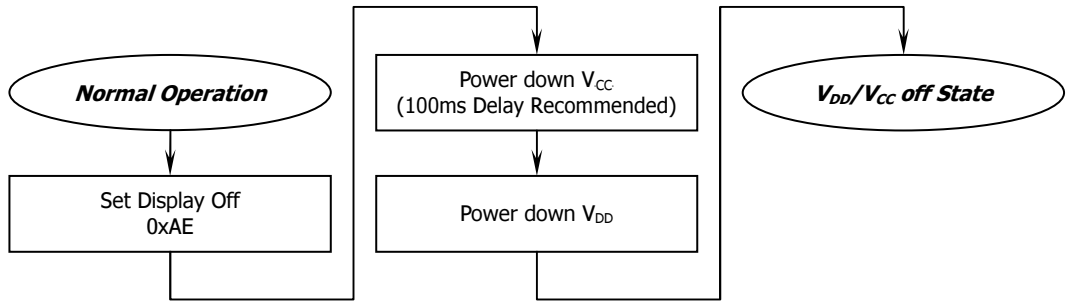 Normal Operation
Set Display Off
0xAE
Power down VCC
(100ms Delay Recommended)
Power down VDD
VDD/VCC off State